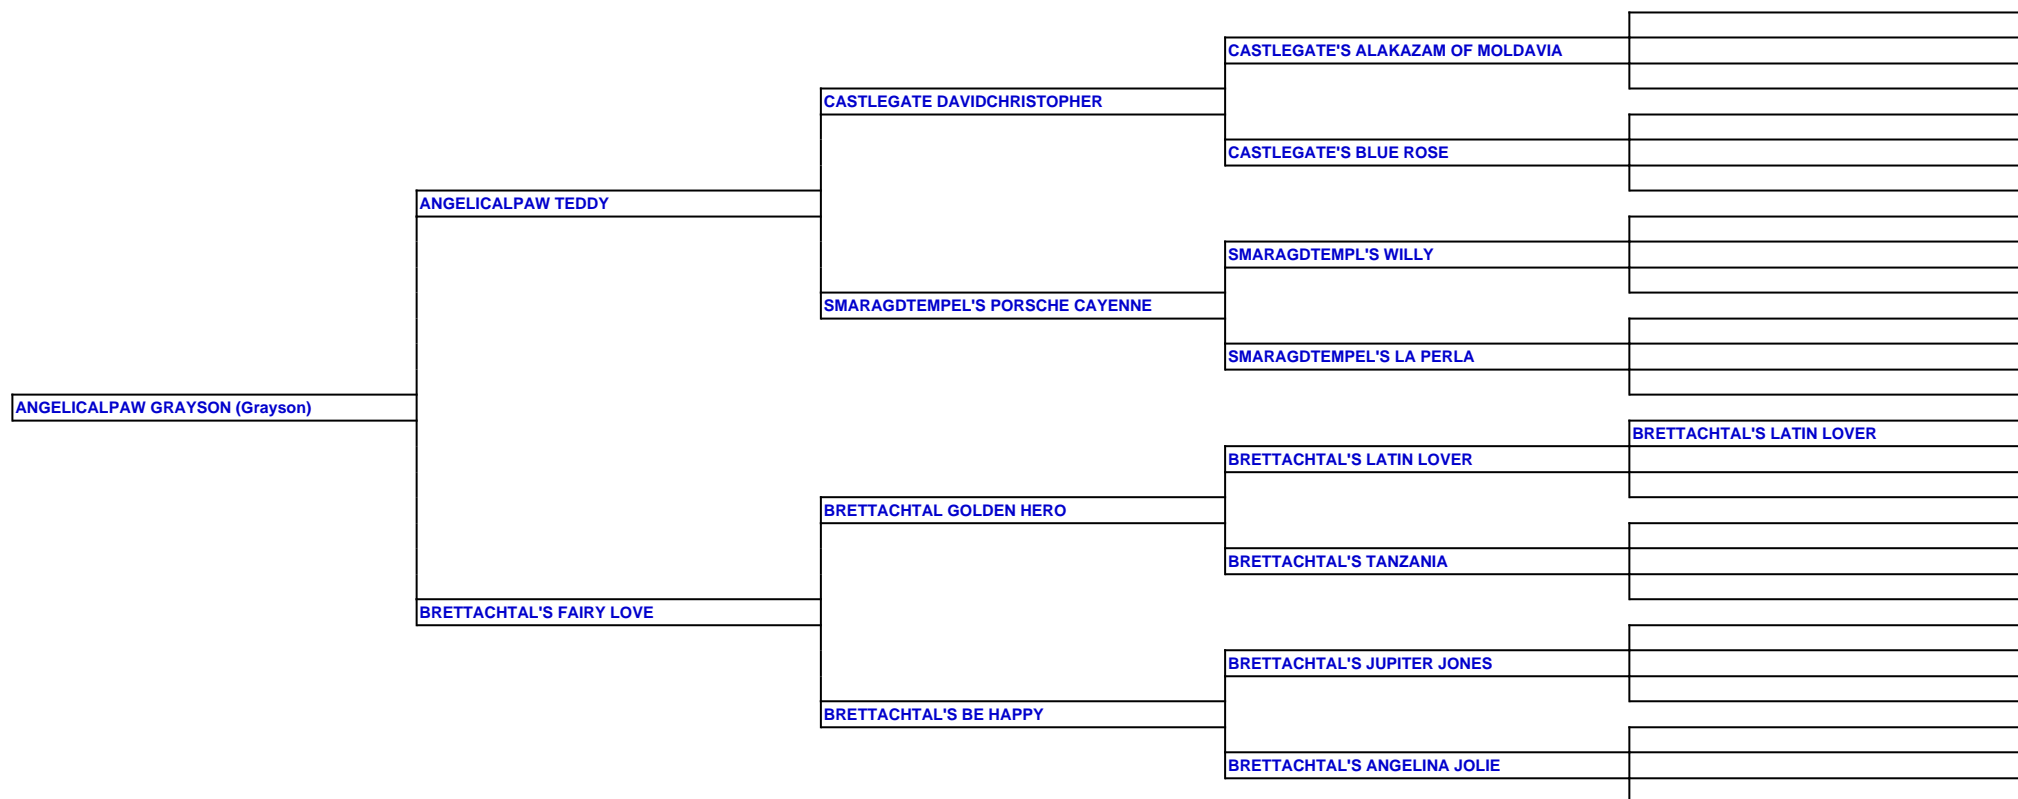 CASTLEGATE'S ALAKAZAM OF MOLDAVIA
CASTLEGATE DAVIDCHRISTOPHER
CASTLEGATE'S BLUE ROSE
ANGELICALPAW TEDDY
SMARAGDTEMPL'S WILLY
SMARAGDTEMPEL'S PORSCHE CAYENNE
SMARAGDTEMPEL'S LA PERLA
ANGELICALPAW GRAYSON (Grayson)
BRETTACHTAL'S LATIN LOVER
BRETTACHTAL'S LATIN LOVER
BRETTACHTAL GOLDEN HERO
BRETTACHTAL'S TANZANIA
BRETTACHTAL'S FAIRY LOVE
BRETTACHTAL'S JUPITER JONES
BRETTACHTAL'S BE HAPPY
BRETTACHTAL'S ANGELINA JOLIE